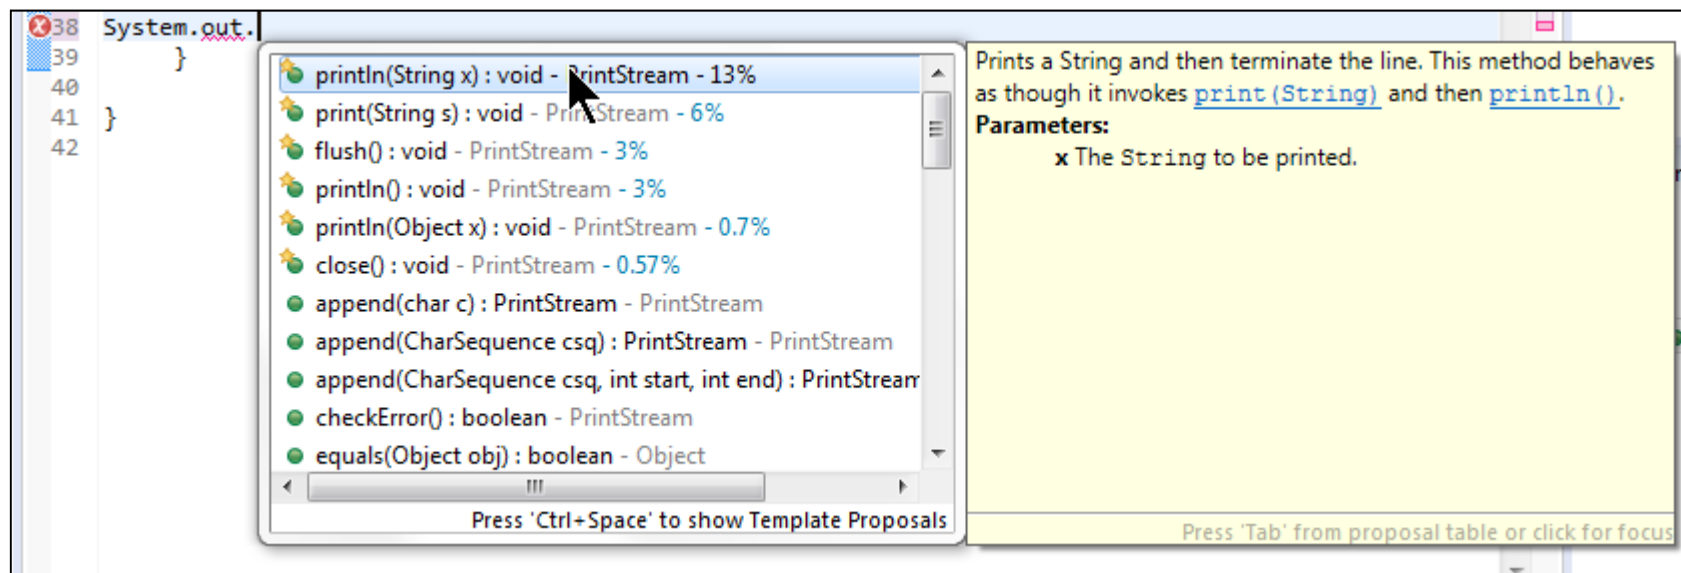 38 System.out.
39 }
40
41 }
42
println(String x) : void - PrintStream - 13%
print(String s) : void - PrintStream - 6%
flush() : void - PrintStream - 3%
println() : void - PrintStream - 3%
println(Object x) : void - PrintStream - 0.7%
close() : void - PrintStream - 0.57%
append(char c) : PrintStream - PrintStream
append(CharSequence csq) : PrintStream - PrintStream
append(CharSequence csq, int start, int end) : PrintStream
checkError() : boolean - PrintStream
equals(Object obj) : boolean - Object
Press 'Ctrl+Space' to show Template Proposals
Prints a String and then terminate the line. This method behaves
as though it invokes print(String) and then println().
Parameters:
x The String to be printed.
Press 'Tab' from proposal table or click for focus